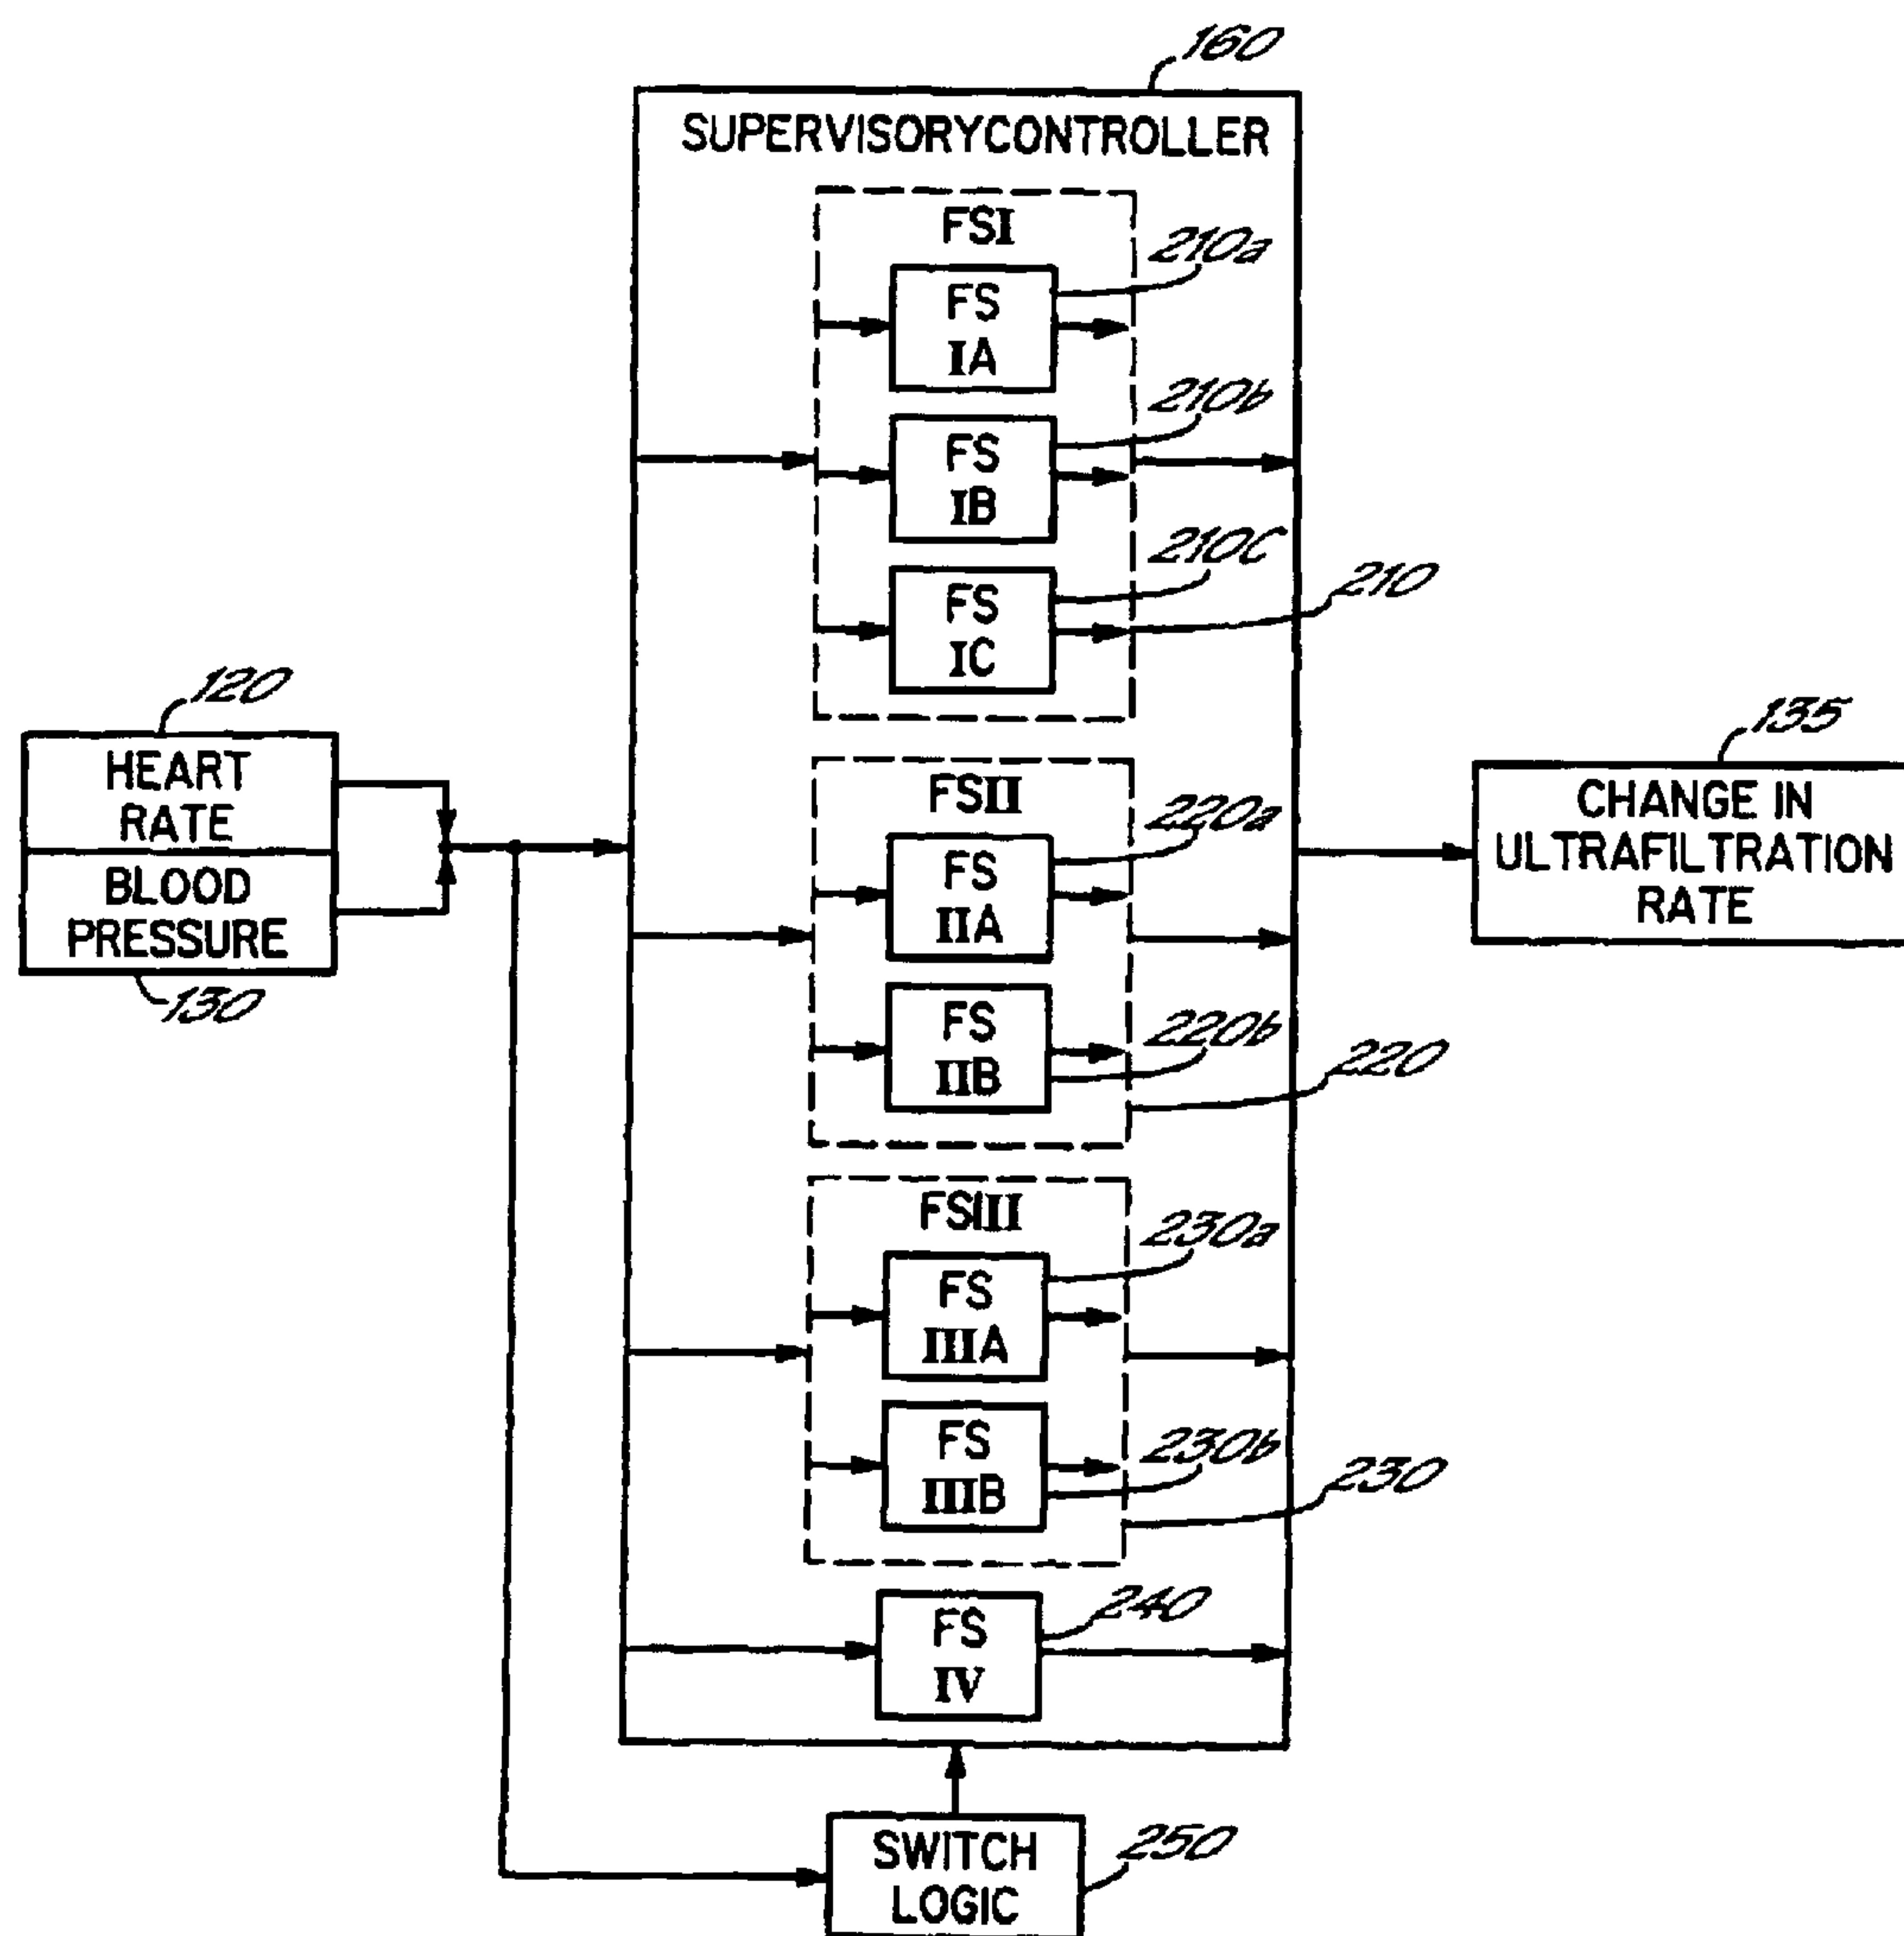 160
SUPERVISORYCONTROLLER
FSI
210a
FS
IA
210b
FS
IB
210c
FS
IC
210
120
HEART
RATE
BLOOD
PRESSURE
130
135
CHANGE IN
ULTRAFILTRATION
RATE
FSII
220a
FS
IIA
220b
FS
IIB
220
FSIII
230a
FS
IIIA
230b
FS
IIIB
230
240
FS
IV
250
SWITCH
LOGIC